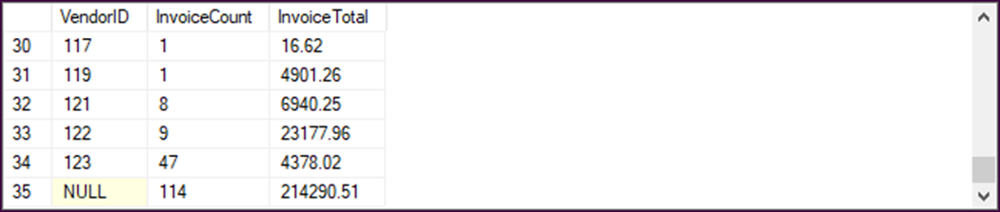 VendorID InvoiceCount InvoiceTotal
30 117 1 16.62
31 119 1 4901.26
32 121 8 6940.25
33 122 9 23177.96
34 123 47 4378.02
35 NULL 114 214290.51